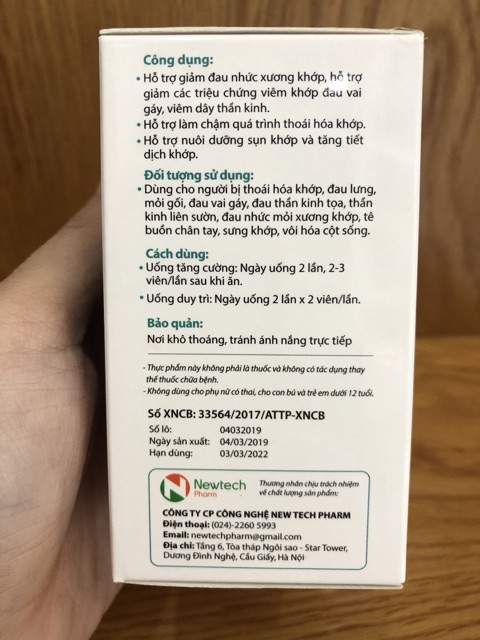 Công dụng:
• Hỗ trợ giảm đau nhức xương khớp, hỗ trợ
giảm các triệu chứng viêm khớp đau vai
gáy, viêm dây thần kinh.
• Hỗ trợ làm chậm quá trình thoái hóa khớp.
• Hỗ trợ nuôi dưỡng sụn khớp và tăng tiết
dịch khớp.
Đối tượng sử dụng:
• Dùng cho người bị thoái hóa khớp, đau lưng,
mỏi gối, đau vai gáy, đau thần kinh tọa, thần
kinh liên sườn, đau nhức mỏi xương khớp, tê
buồn chân tay, sưng khớp, vôi hóa cột sống.
Cách dùng:
• Uống tăng cường: Ngày uống 2 lần, 2-3
viên/lần sau khi ăn.
• Uống duy trì: Ngày uống 2 lần x 2 viên/lần.
Bảo quản:
Nơi khô thoáng, tránh ánh nắng trực tiếp
- Thực phẩm này không phải là thuốc và không có tác dụng thay
thế thuốc chữa bệnh.
- Không dùng cho phụ nữ có thai, cho con bú và trẻ em dưới 12 tuổi.
Số XNCB: 33564/2017/ATTP-XNCB
Số lô: 04032019
Ngày sản xuất: 04/03/2019
Hạn dùng: 03/03/2022
Newtech
Pharm
Thương nhân chịu trách nhiệm
về chất lượng sản phẩm:
CÔNG TY CP CÔNG NGHỆ NEW TECH PHARM
Điện thoại: (024)-2260 5993
Email: newtechpharm@gmail.com
Địa chỉ: Tầng 6, Tòa tháp Ngôi sao - Star Tower,
Dương Đình Nghệ, Cầu Giấy, Hà Nội